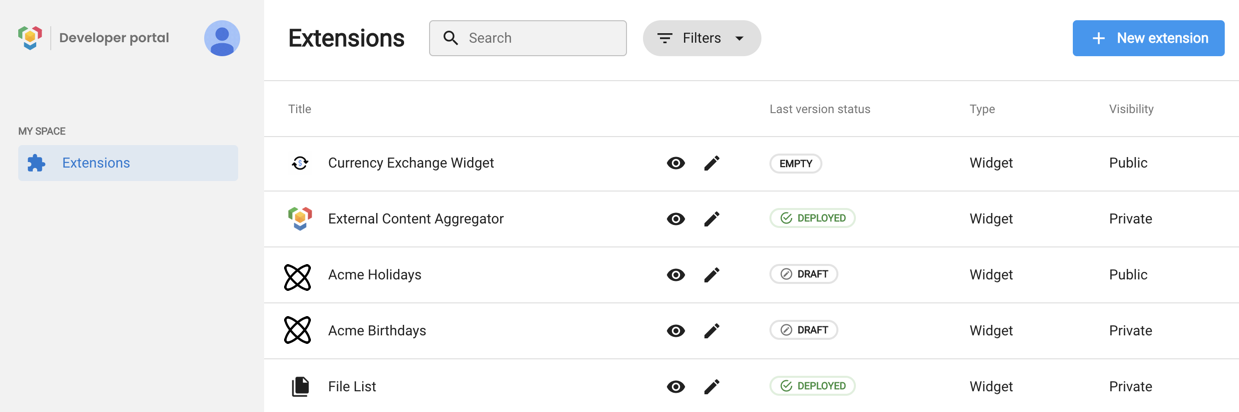 Developer portal
Extensions
Search
Filters
New extension
MY SPACE
Extensions
Title Last version status Type Visibility
Currency Exchange Widget EMPTY Widget Public
External Content Aggregator DEPLOYED Widget Private
Acme Holidays DRAFT Widget Public
Acme Birthdays DRAFT Widget Private
File List DEPLOYED Widget Private